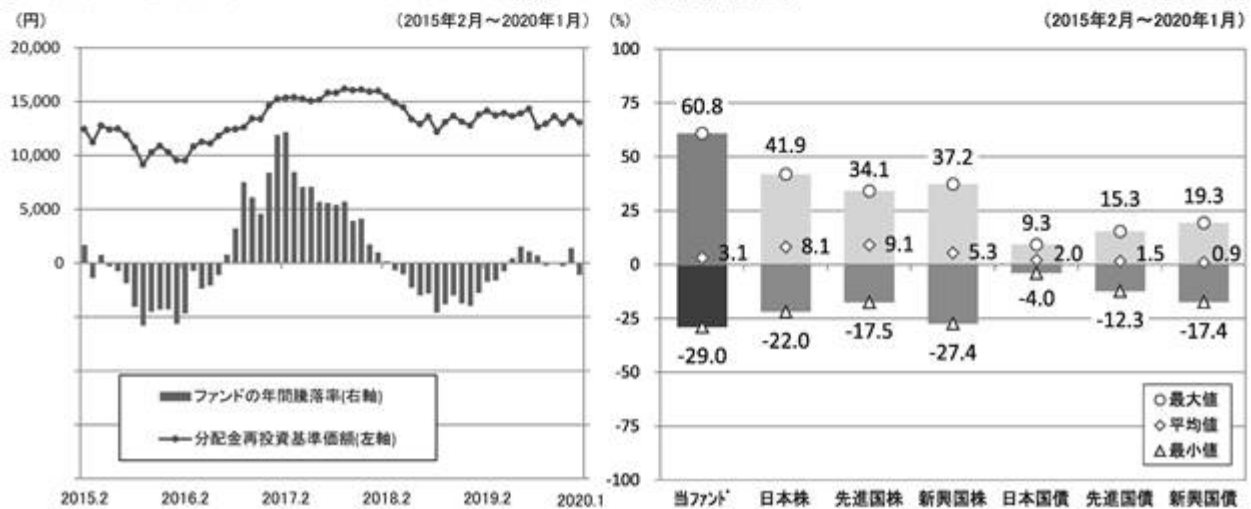 (円)
(2015年2月～2020年1月)
20,000
15,000
10,000
5,000
0
ファンドの年間騰落率(右軸)
分配金再投資基準価額(左軸)
2015.2 2016.2 2017.2 2018.2 2019.2 2020.1
(%)
(2015年2月～2020年1月)
100
75
50
25
0
-25
-50
-75
-100
60.8 41.9 34.1 37.2 9.3 15.3 19.3
3.1 8.1 9.1 5.3 2.0 1.5 0.9
-29.0 -22.0 -17.5 -27.4 -4.0 -12.3 -17.4
○最大値
◇平均値
△最小値
当ファンド 日本株 先進国株 新興国株 日本国債 先進国債 新興国債